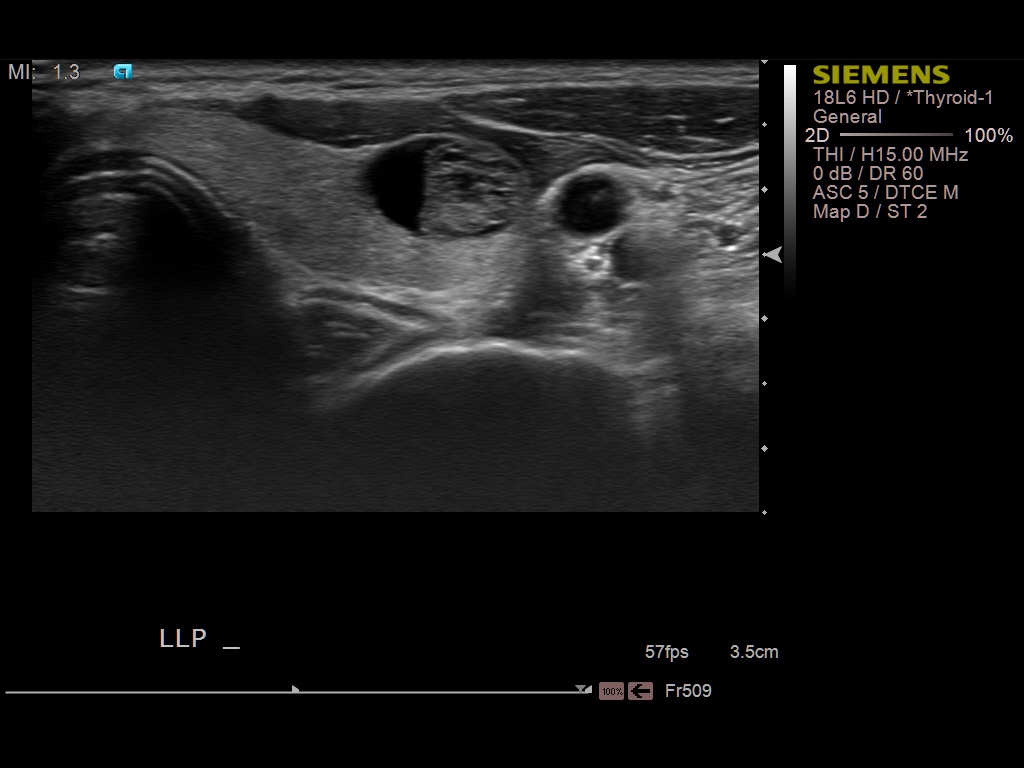 MI: 1.3
SIEMENS
18L6 HD / *Thyroid-1
General
2D 100%
THI / H15.00 MHz
0 dB / DR 60
ASC 5 / DTCE M
Map D / ST 2
LLP _
57fps 3.5cm
100% Fr509